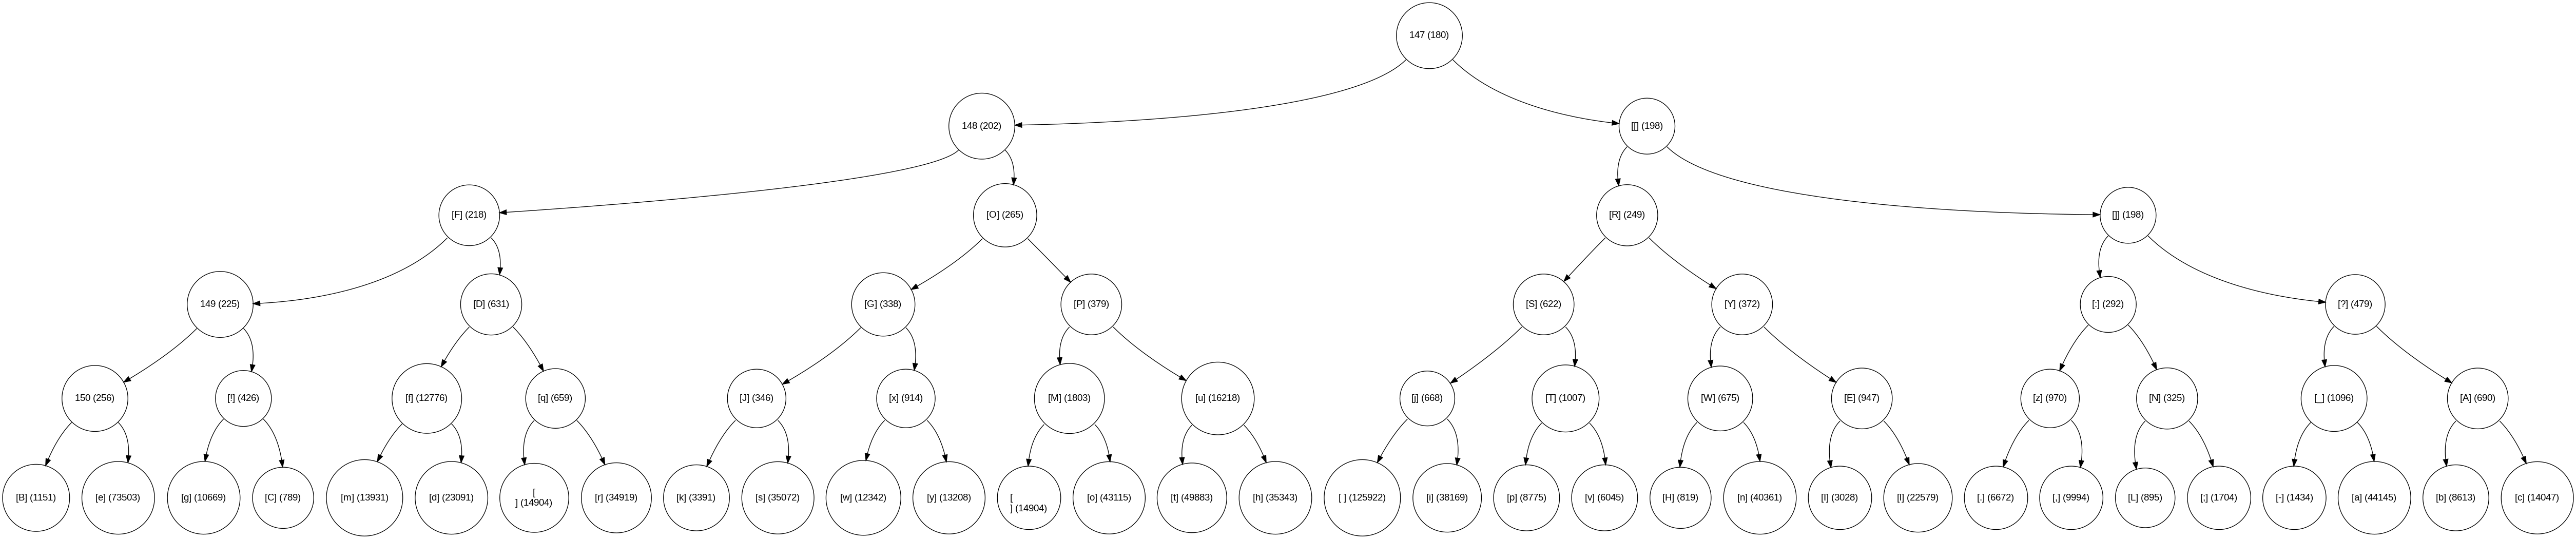 147 (180)
148 (202)
[[] (198)
[F] (218)
[O] (265)
[R] (249)
[]] (198)
149 (225)
[D] (631)
[G] (338)
[P] (379)
[S] (622)
[Y] (372)
[:] (292)
[?] (479)
150 (256)
[!] (426)
[f] (12776)
[q] (659)
[J] (346)
[x] (914)
[M] (1803)
[u] (16218)
[j] (668)
[T] (1007)
[W] (675)
[E] (947)
[z] (970)
[N] (325)
[_] (1096)
[A] (690)
[B] (1151)
[e] (73503)
[g] (10669)
[C] (789)
[m] (13931)
[d] (23091)
[
] (14904)
[r] (34919)
[k] (3391)
[s] (35072)
[w] (12342)
[y] (13208)
[
] (14904)
[o] (43115)
[t] (49883)
[h] (35343)
[ ] (125922)
[i] (38169)
[p] (8775)
[v] (6045)
[H] (819)
[n] (40361)
[I] (3028)
[l] (22579)
[.] (6672)
[,] (9994)
[L] (895)
[;] (1704)
[-] (1434)
[a] (44145)
[b] (8613)
[c] (14047)